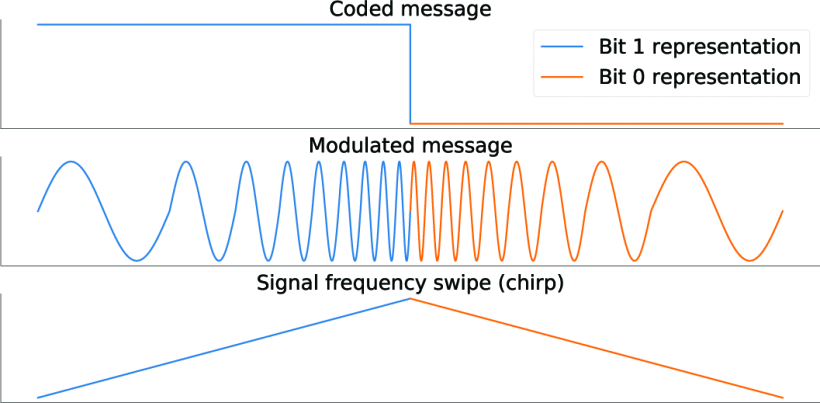 Coded message
Bit 1 representation
Bit 0 representation
Modulated message
Signal frequency swipe (chirp)